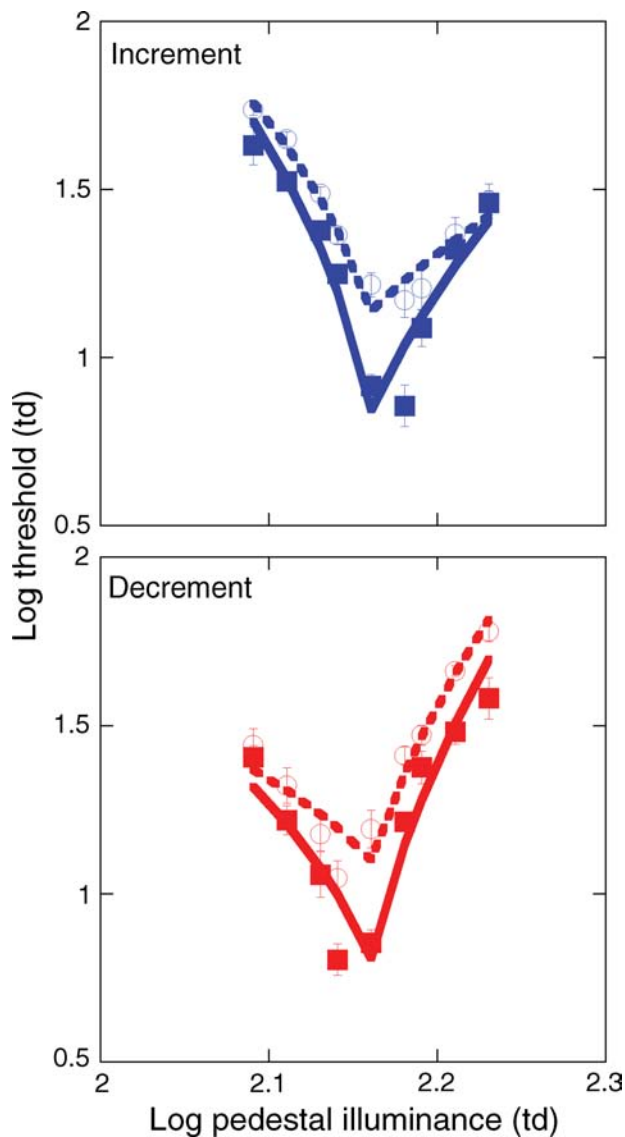 2
Increment
1.5
1
0.5
Log threshold (td)
2
Decrement
1.5
1
0.5
2 2.1 2.2 2.3
Log pedestal illuminance (td)